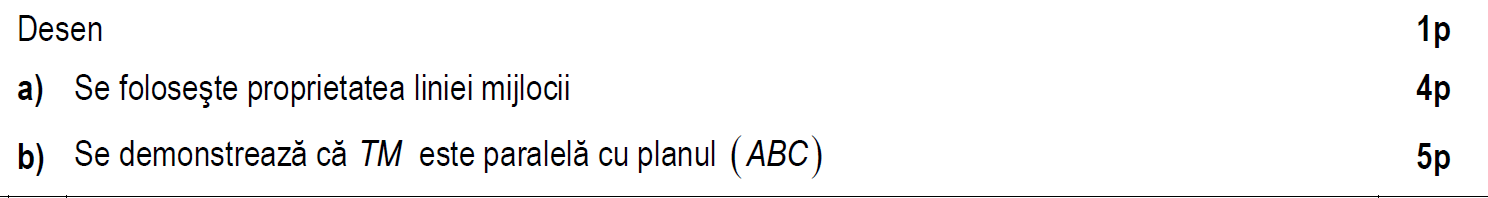 Desen 1p
a) Se foloseşte proprietatea liniei mijlocii 4p
b) Se demonstrează că TM este paralelă cu planul (ABC) 5p